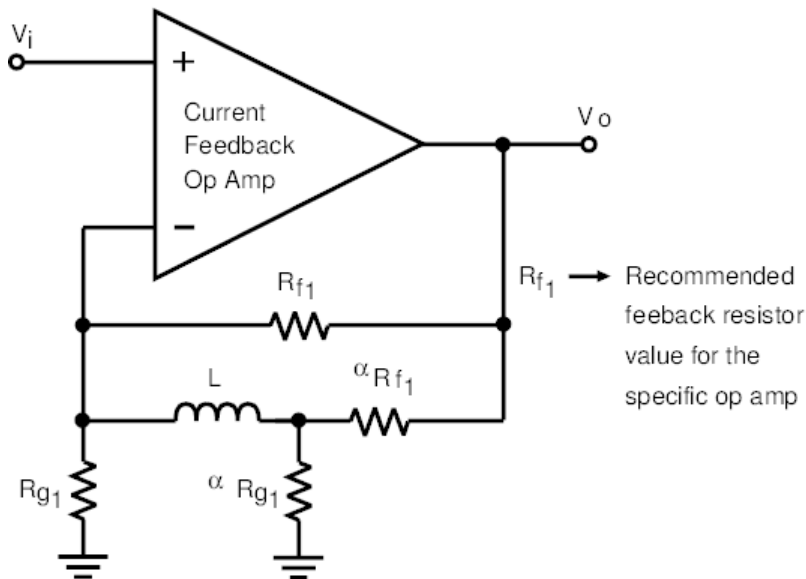 Vi
+
Current
Feedback
Op Amp
−
Vo
Rf1
Rf1 → Recommended
feeback resistor
value for the
specific op amp
L
αRf1
Rg1
α Rg1